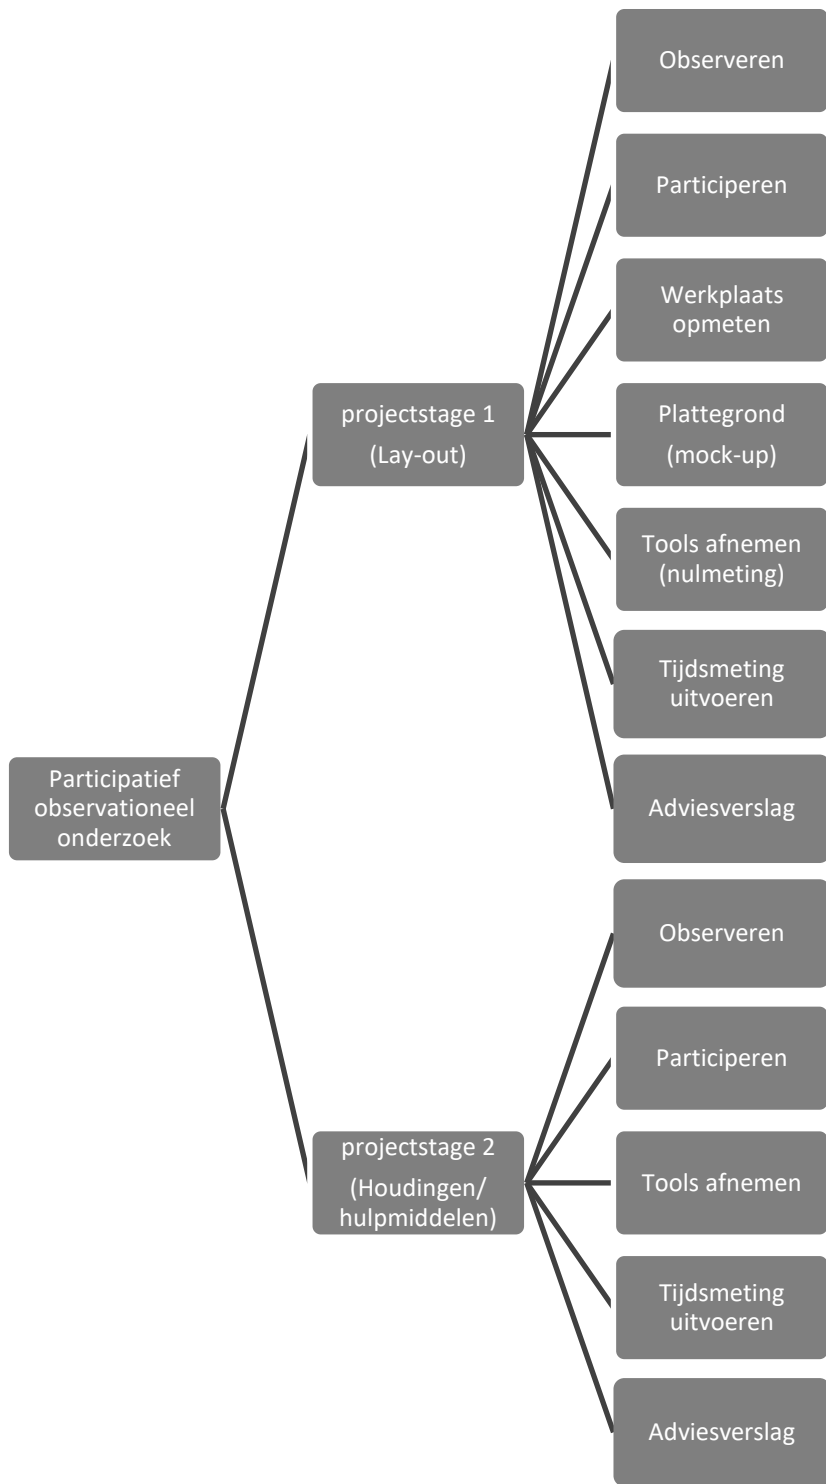 Participatief
observationeel
onderzoek
projectstage 1
(Lay-out)
Observeren
Participeren
Werkplaats
opmeten
Plattegrond
(mock-up)
Tools afnemen
(nulmeting)
Tijdsmeting
uitvoeren
Adviesverslag
projectstage 2
(Houdingen/
hulpmiddelen)
Observeren
Participeren
Tools afnemen
Tijdsmeting
uitvoeren
Adviesverslag